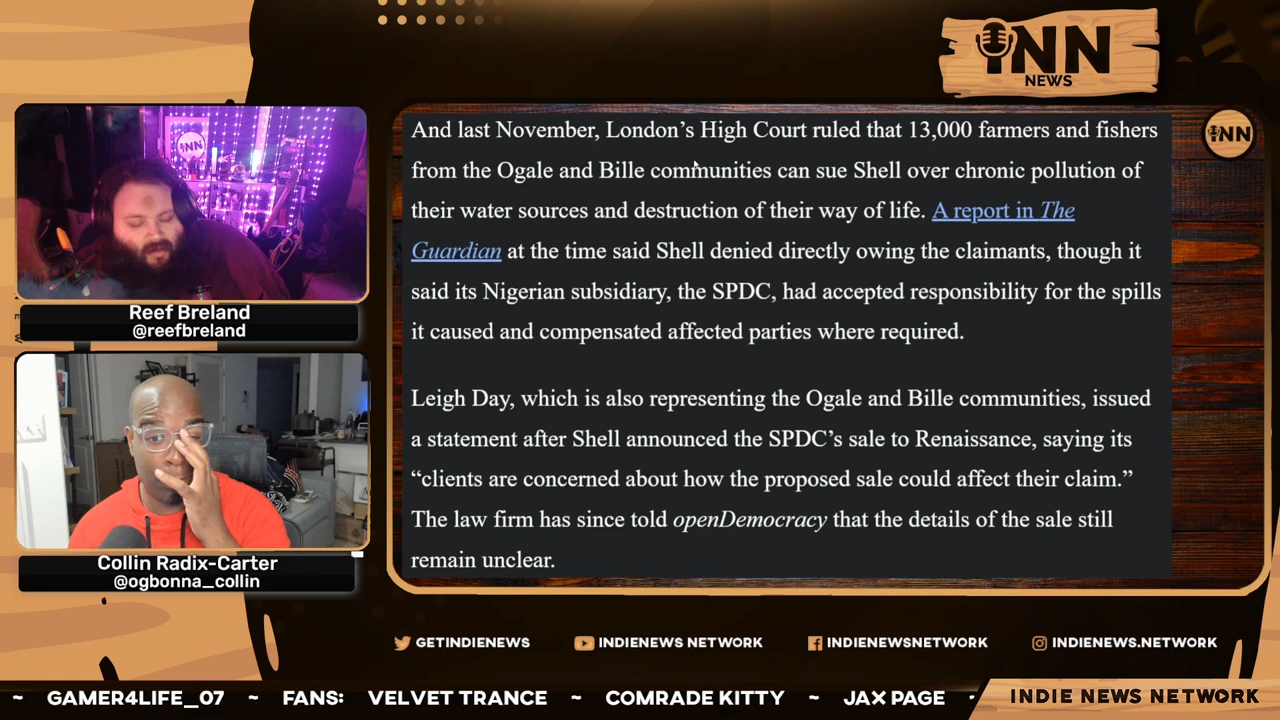 INN
NEWS
INN
iNN
And last November, London’s High Court ruled that 13,000 farmers and fishers
from the Ogale and Bille communities can sue Shell over chronic pollution of
their water sources and destruction of their way of life. A report in The
Guardian at the time said Shell denied directly owing the claimants, though it
said its Nigerian subsidiary, the SPDC, had accepted responsibility for the spills
it caused and compensated affected parties where required.
Leigh Day, which is also representing the Ogale and Bille communities, issued
a statement after Shell announced the SPDC’s sale to Renaissance, saying its
“clients are concerned about how the proposed sale could affect their claim.”
The law firm has since told openDemocracy that the details of the sale still
remain unclear.
Reef Breland
@reefbreland
Collin Radix-Carter
@ogbonna_collin
GETINDIENEWS
INDIENEWS NETWORK
INDIENEWSNETWORK
INDIENEWS.NETWORK
~ GAMER4LIFE_07 ~ FANS: VELVET TRANCE ~ COMRADE KITTY ~ JAX PAGE
INDIE NEWS NETWORK